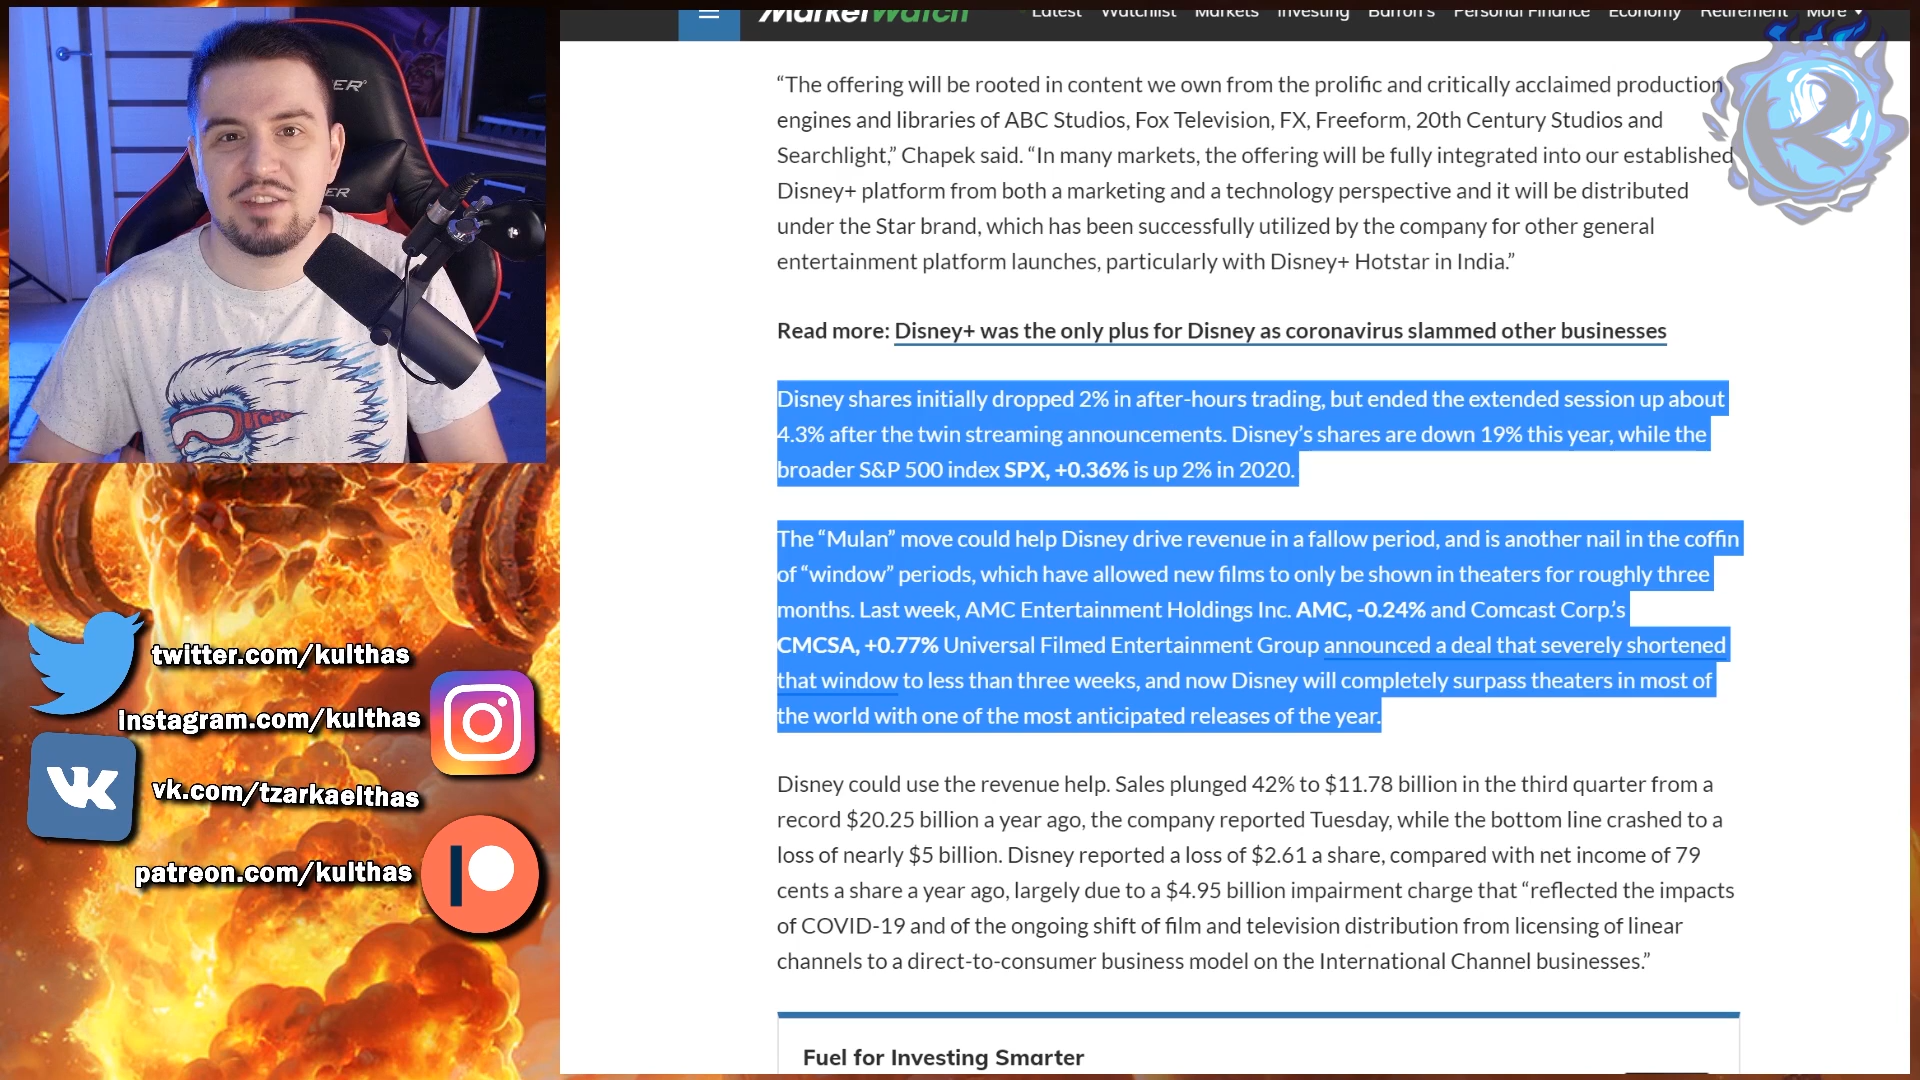 MarketWatch
Latest Watchlist Markets Investing Barron's Personal Finance Economy Retirement More
“The offering will be rooted in content we own from the prolific and critically acclaimed production
engines and libraries of ABC Studios, Fox Television, FX, Freeform, 20th Century Studios and
Searchlight,” Chapek said. “In many markets, the offering will be fully integrated into our established
Disney+ platform from both a marketing and a technology perspective and it will be distributed
under the Star brand, which has been successfully utilized by the company for other general
entertainment platform launches, particularly with Disney+ Hotstar in India.”
Read more: Disney+ was the only plus for Disney as coronavirus slammed other businesses
Disney shares initially dropped 2% in after-hours trading, but ended the extended session up about
4.3% after the twin streaming announcements. Disney’s shares are down 19% this year, while the
broader S&P 500 index SPX, +0.36% is up 2% in 2020.
The “Mulan” move could help Disney drive revenue in a fallow period, and is another nail in the coffin
of “window” periods, which have allowed new films to only be shown in theaters for roughly three
months. Last week, AMC Entertainment Holdings Inc. AMC, -0.24% and Comcast Corp.’s
CMCSA, +0.77% Universal Filmed Entertainment Group announced a deal that severely shortened
that window to less than three weeks, and now Disney will completely surpass theaters in most of
the world with one of the most anticipated releases of the year.
Disney could use the revenue help. Sales plunged 42% to $11.78 billion in the third quarter from a
record $20.25 billion a year ago, the company reported Tuesday, while the bottom line crashed to a
loss of nearly $5 billion. Disney reported a loss of $2.61 a share, compared with net income of 79
cents a share a year ago, largely due to a $4.95 billion impairment charge that “reflected the impacts
of COVID-19 and of the ongoing shift of film and television distribution from licensing of linear
channels to a direct-to-consumer business model on the International Channel businesses.”
Fuel for Investing Smarter
twitter.com/kulthas
instagram.com/kulthas
vk.com/tzarkaelthas
patreon.com/kulthas